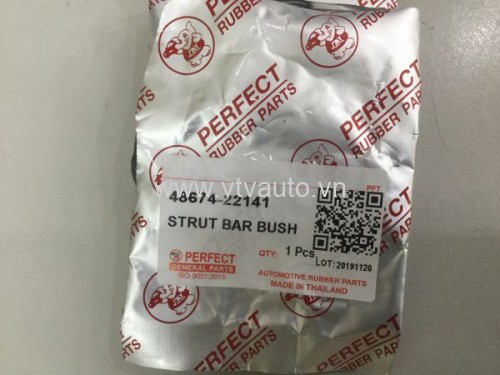 PERFECT
RUBBER PARTS
PERFECT
RUBBER PARTS
www.ytvauto.vn
PFT
48674-22141
STRUT BAR BUSH
PERFECT
GENERAL PARTS
ISO 9001:2015
QTY: 1 Pcs
LOT: 20191120
AUTOMOTIVE RUBBER PARTS
MADE IN THAILAND
PERFECT
RUBBER PARTS
PERFECT
RUBBER PARTS